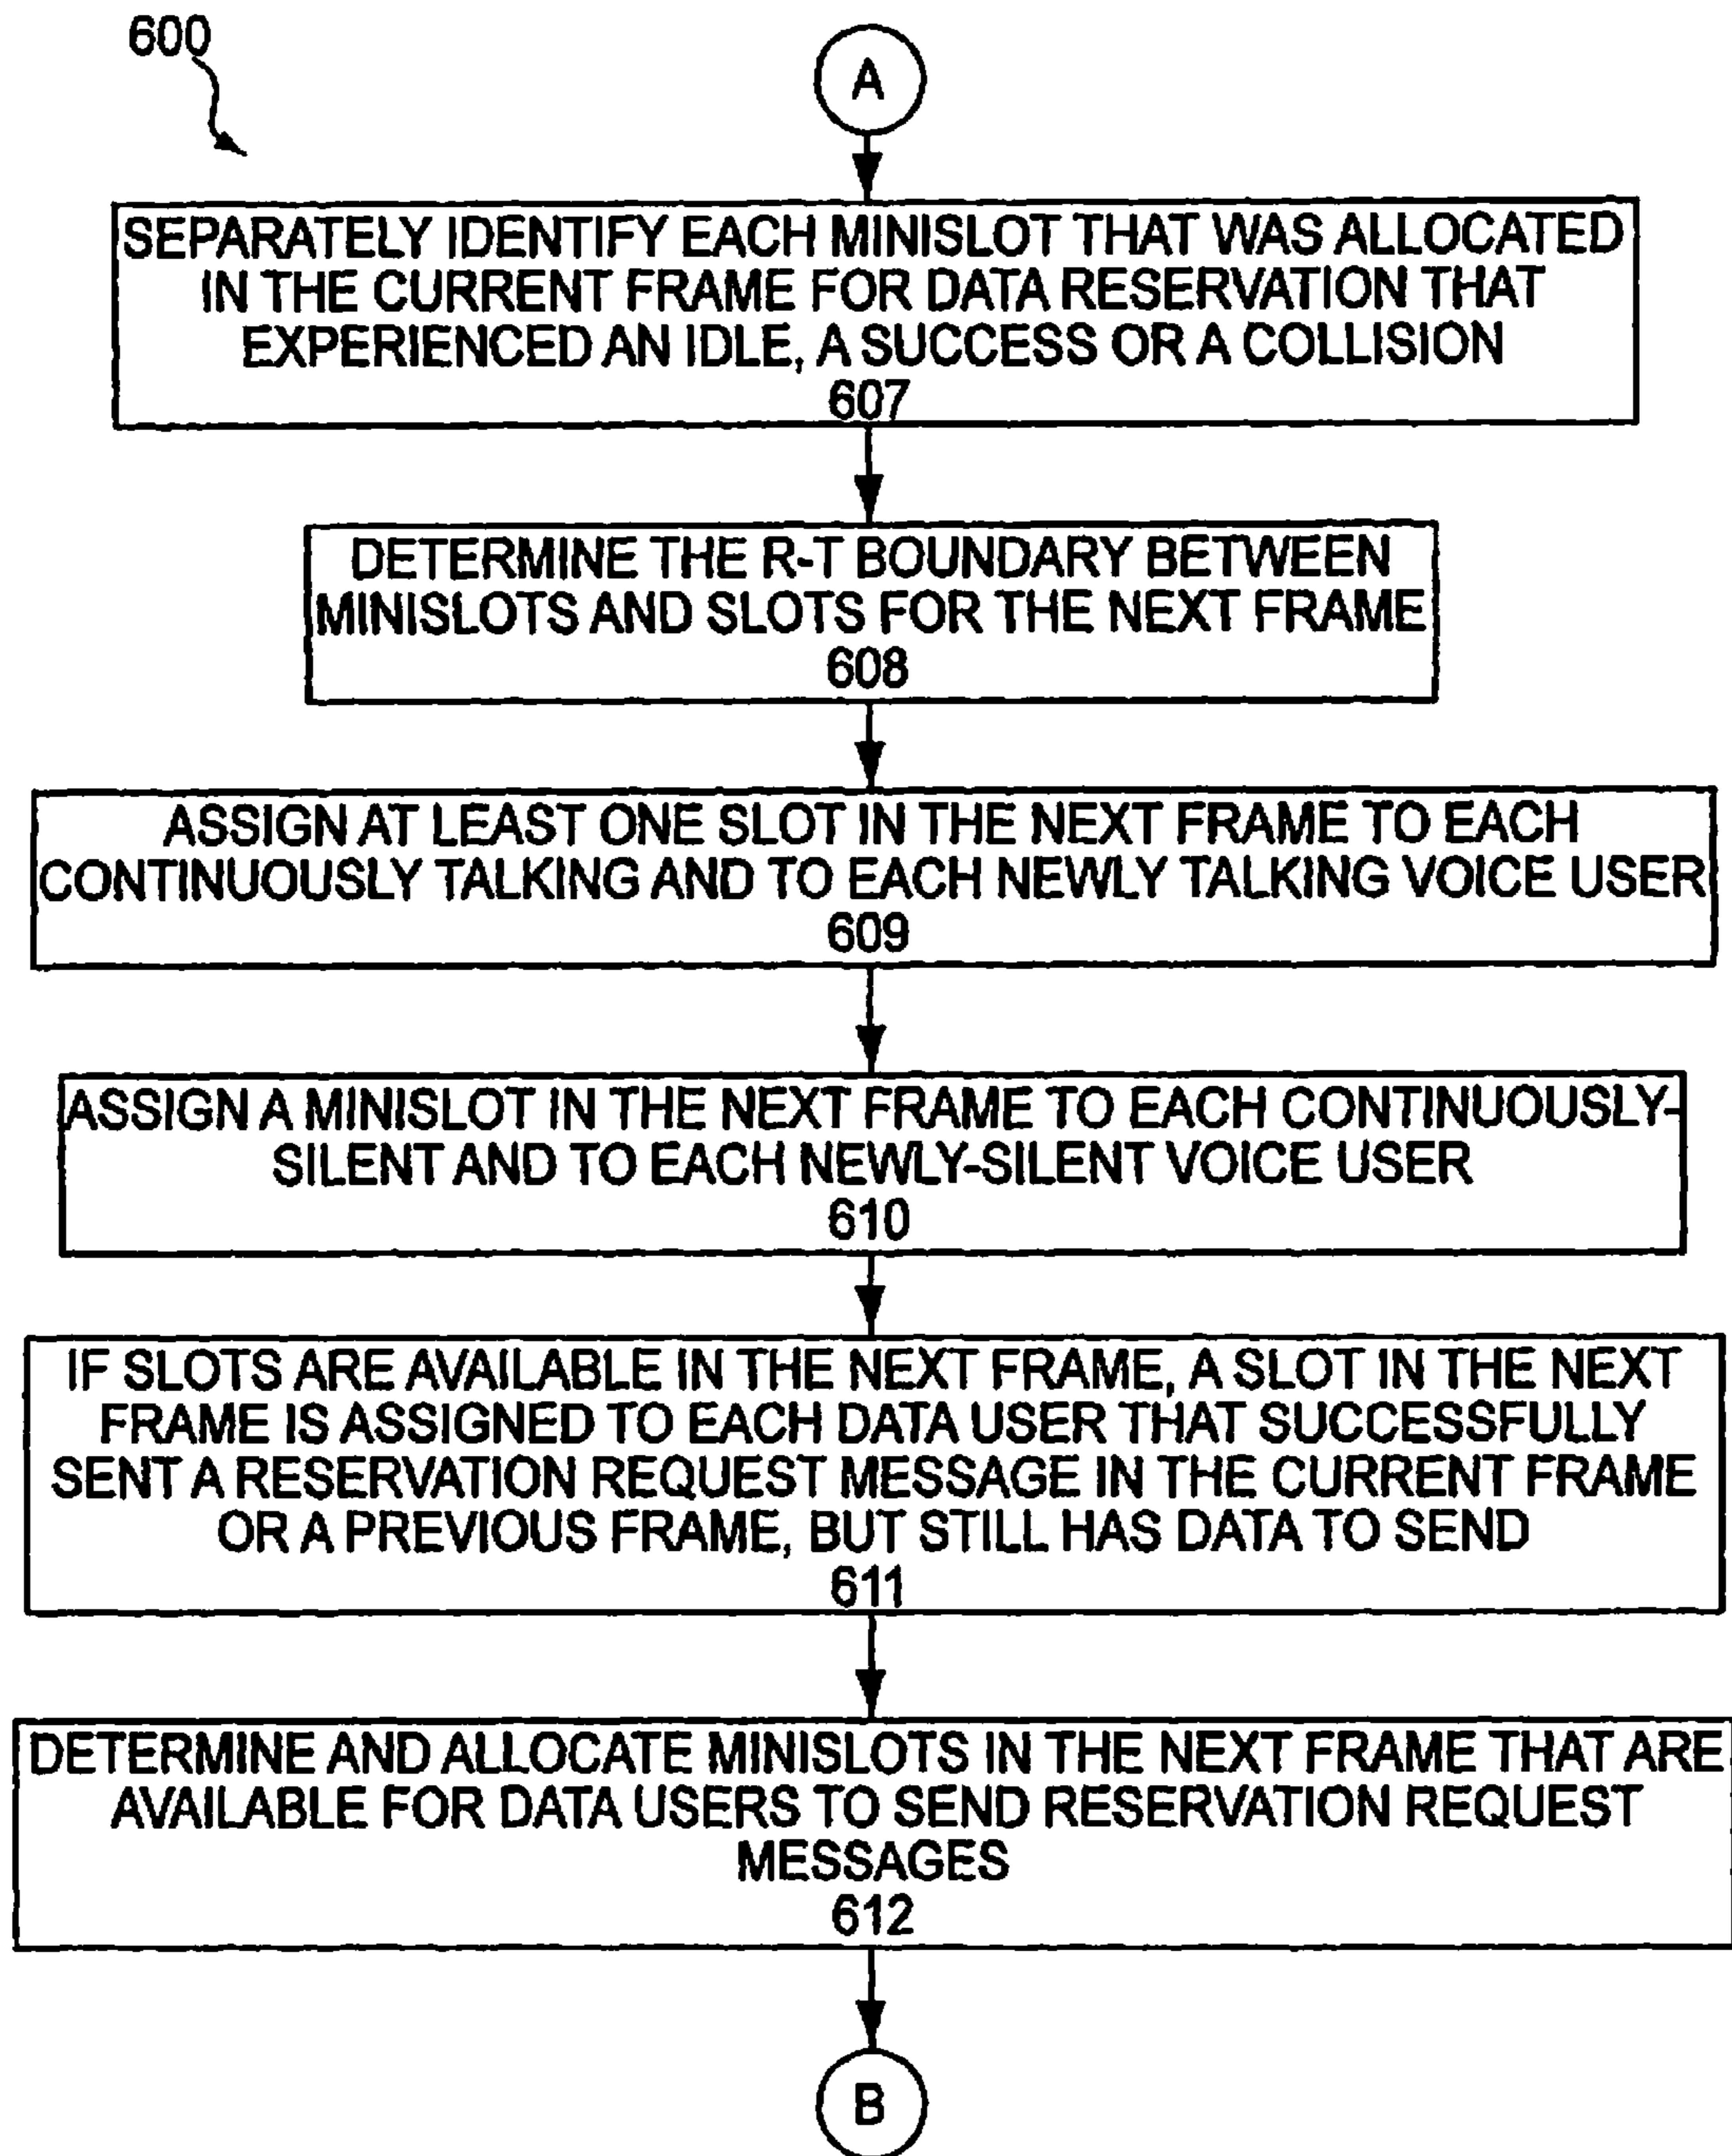 600
A
SEPARATELY IDENTIFY EACH MINISLOT THAT WAS ALLOCATED
IN THE CURRENT FRAME FOR DATA RESERVATION THAT
EXPERIENCED AN IDLE, A SUCCESS OR A COLLISION
607
DETERMINE THE R-T BOUNDARY BETWEEN
MINISLOTS AND SLOTS FOR THE NEXT FRAME
608
ASSIGN AT LEAST ONE SLOT IN THE NEXT FRAME TO EACH
CONTINUOUSLY TALKING AND TO EACH NEWLY TALKING VOICE USER
609
ASSIGN A MINISLOT IN THE NEXT FRAME TO EACH CONTINUOUSLY-
SILENT AND TO EACH NEWLY-SILENT VOICE USER
610
IF SLOTS ARE AVAILABLE IN THE NEXT FRAME, A SLOT IN THE NEXT
FRAME IS ASSIGNED TO EACH DATA USER THAT SUCCESSFULLY
SENT A RESERVATION REQUEST MESSAGE IN THE CURRENT FRAME
OR A PREVIOUS FRAME, BUT STILL HAS DATA TO SEND
611
DETERMINE AND ALLOCATE MINISLOTS IN THE NEXT FRAME THAT ARE
AVAILABLE FOR DATA USERS TO SEND RESERVATION REQUEST
MESSAGES
612
B